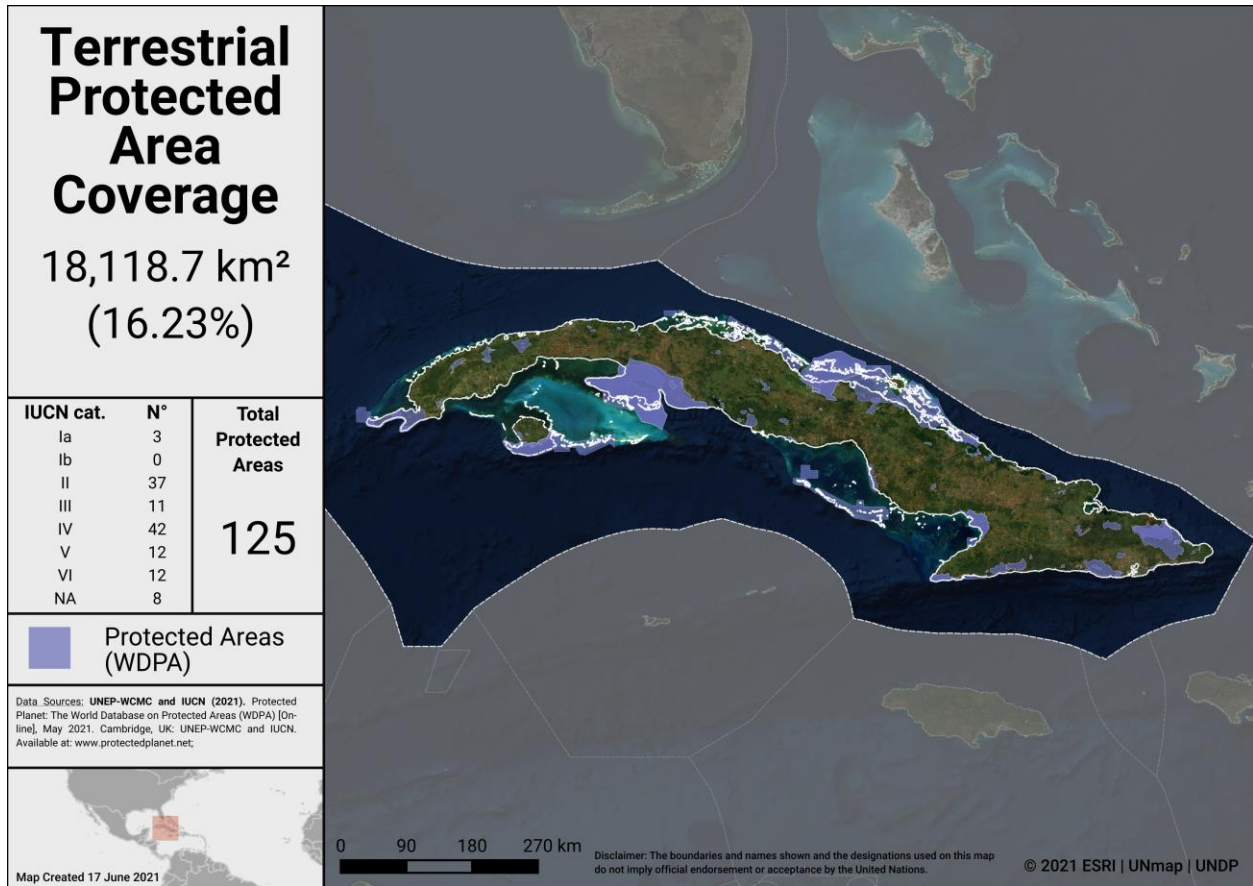 Terrestrial
Protected
Area
Coverage
18,118.7 km²
(16.23%)
IUCN cat. N°
Ia 3
Ib 0
II 37
III 11
IV 42
V 12
VI 12
NA 8
Total
Protected
Areas
125
Protected Areas
(WDPA)
Data Sources: UNEP-WCMC and IUCN (2021). Protected
Planet: The World Database on Protected Areas (WDPA) [On-
line], May 2021. Cambridge, UK: UNEP-WCMC and IUCN.
Available at: www.protectedplanet.net;
Map Created 17 June 2021
0 90 180 270 km
Disclaimer: The boundaries and names shown and the designations used on this map
do not imply official endorsement or acceptance by the United Nations.
© 2021 ESRI | UNmap | UNDP